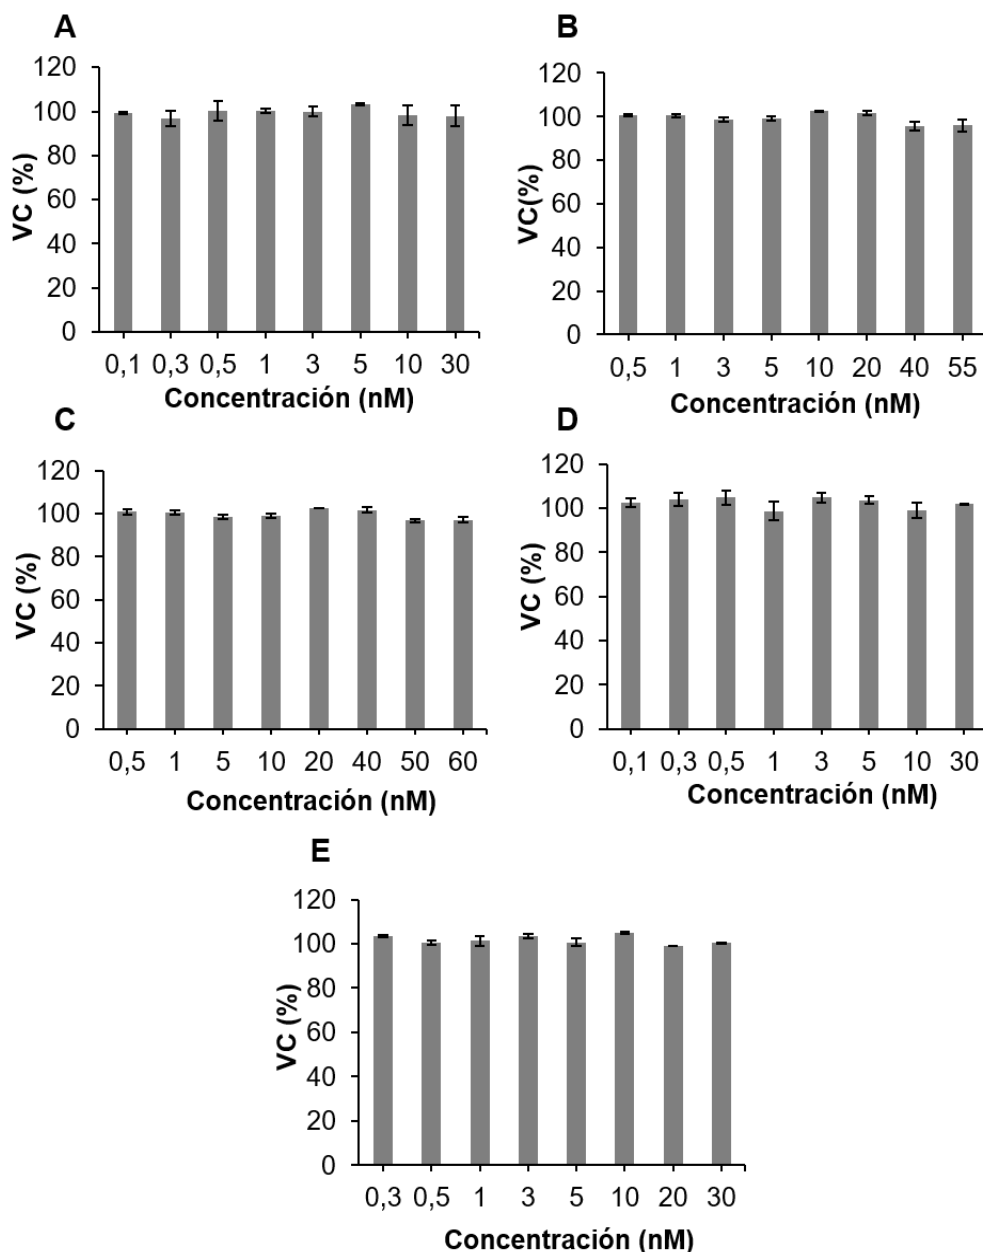 A
120
100
80
60
40
20
0
VC (%)
0,1 0,3 0,5 1 3 5 10 30
Concentración (nM)
B
120
100
80
60
40
20
0
VC(%)
0,5 1 3 5 10 20 40 55
Concentración (nM)
C
120
100
80
60
40
20
0
VC (%)
0,5 1 5 10 20 40 50 60
Concentración (nM)
D
120
100
80
60
40
20
0
VC (%)
0,1 0,3 0,5 1 3 5 10 30
Concentración (nM)
E
120
100
80
60
40
20
0
VC (%)
0,3 0,5 1 3 5 10 20 30
Concentración (nM)